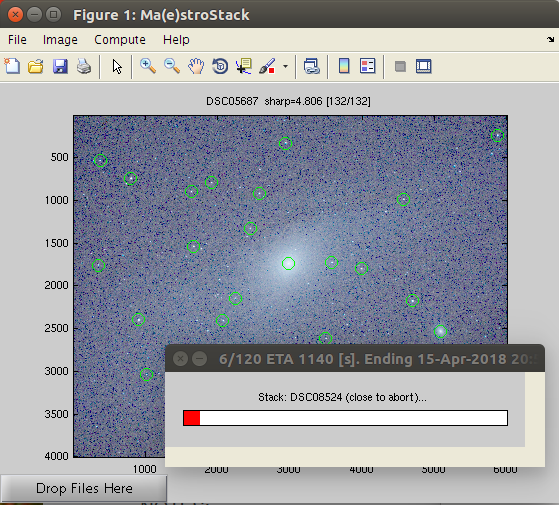 Figure 1: Ma(e)stroStack
File Image Compute Help
DSC05687 sharp=4.806 [132/132]
500
1000
1500
2000
2500
3000
3500
4000
6/120 ETA 1140 [s]. Ending 15-Apr-2018 20:
Stack: DSC08524 (close to abort)...
1000 2000 3000 4000 5000 6000
Drop Files Here